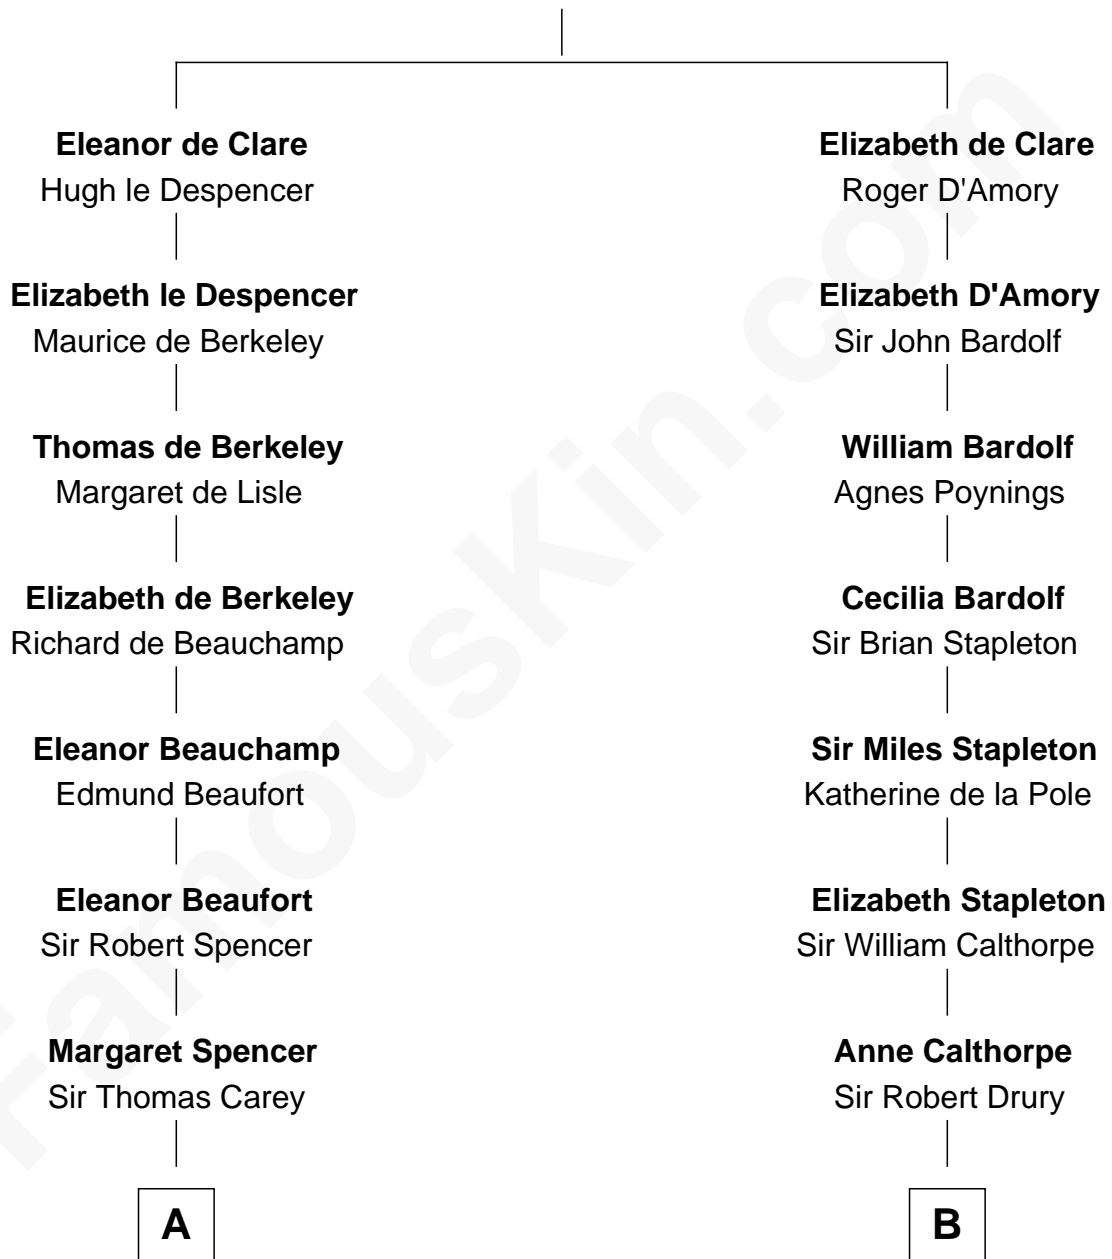 Eleanor de Clare
Hugh le Despencer
Elizabeth de Clare
Roger D'Amory
Elizabeth le Despencer
Maurice de Berkeley
Elizabeth D'Amory
Sir John Bardolf
Thomas de Berkeley
Margaret de Lisle
William Bardolf
Agnes Poynings
Elizabeth de Berkeley
Richard de Beauchamp
Cecilia Bardolf
Sir Brian Stapleton
Eleanor Beauchamp
Edmund Beaufort
Sir Miles Stapleton
Katherine de la Pole
Eleanor Beaufort
Sir Robert Spencer
Elizabeth Stapleton
Sir William Calthorpe
Margaret Spencer
Sir Thomas Carey
Anne Calthorpe
Sir Robert Drury
A
B
FamousKin.com